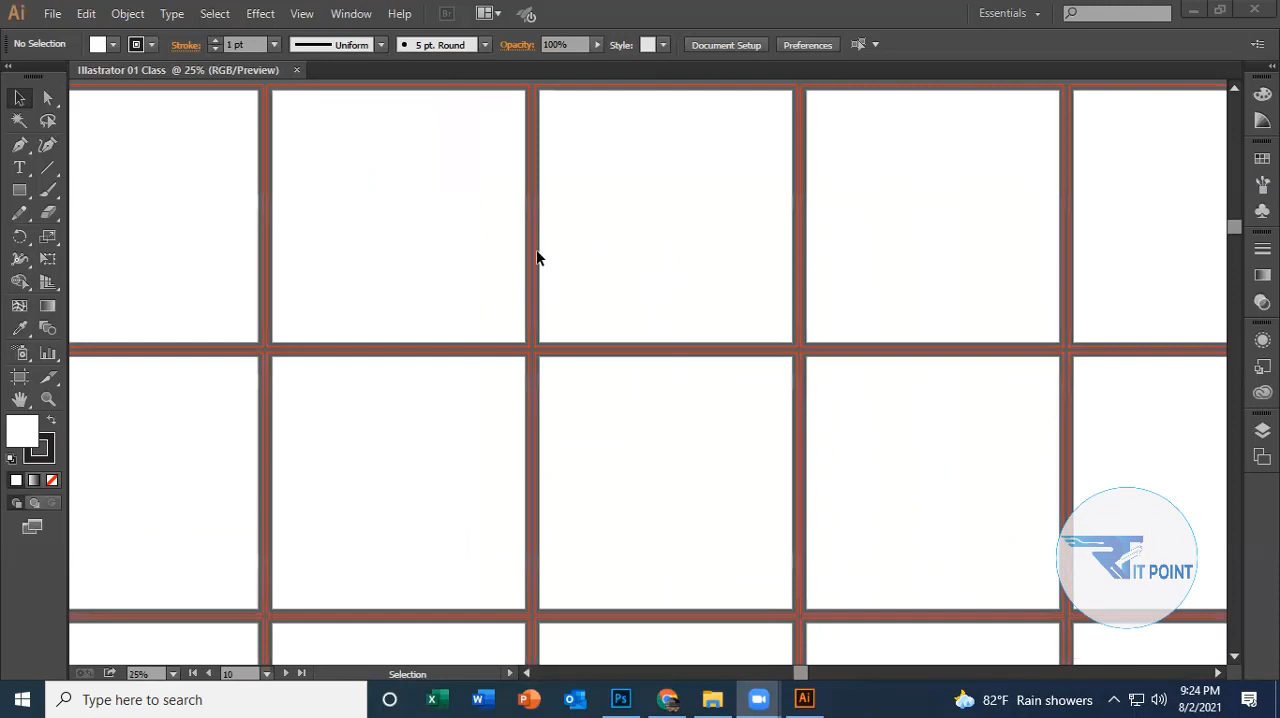 Ai File Edit Object Type Select Effect View Window Help Br Essentials
No Selection Stroke: 1 pt Uniform 5 pt. Round Opacity: 100% Style: Document Setup Preferences
Illustrator 01 Class @ 25% (RGB/Preview) ×
IT POINT
25% 10 Selection
Type here to search 82°F Rain showers 9:24 PM
8/2/2021